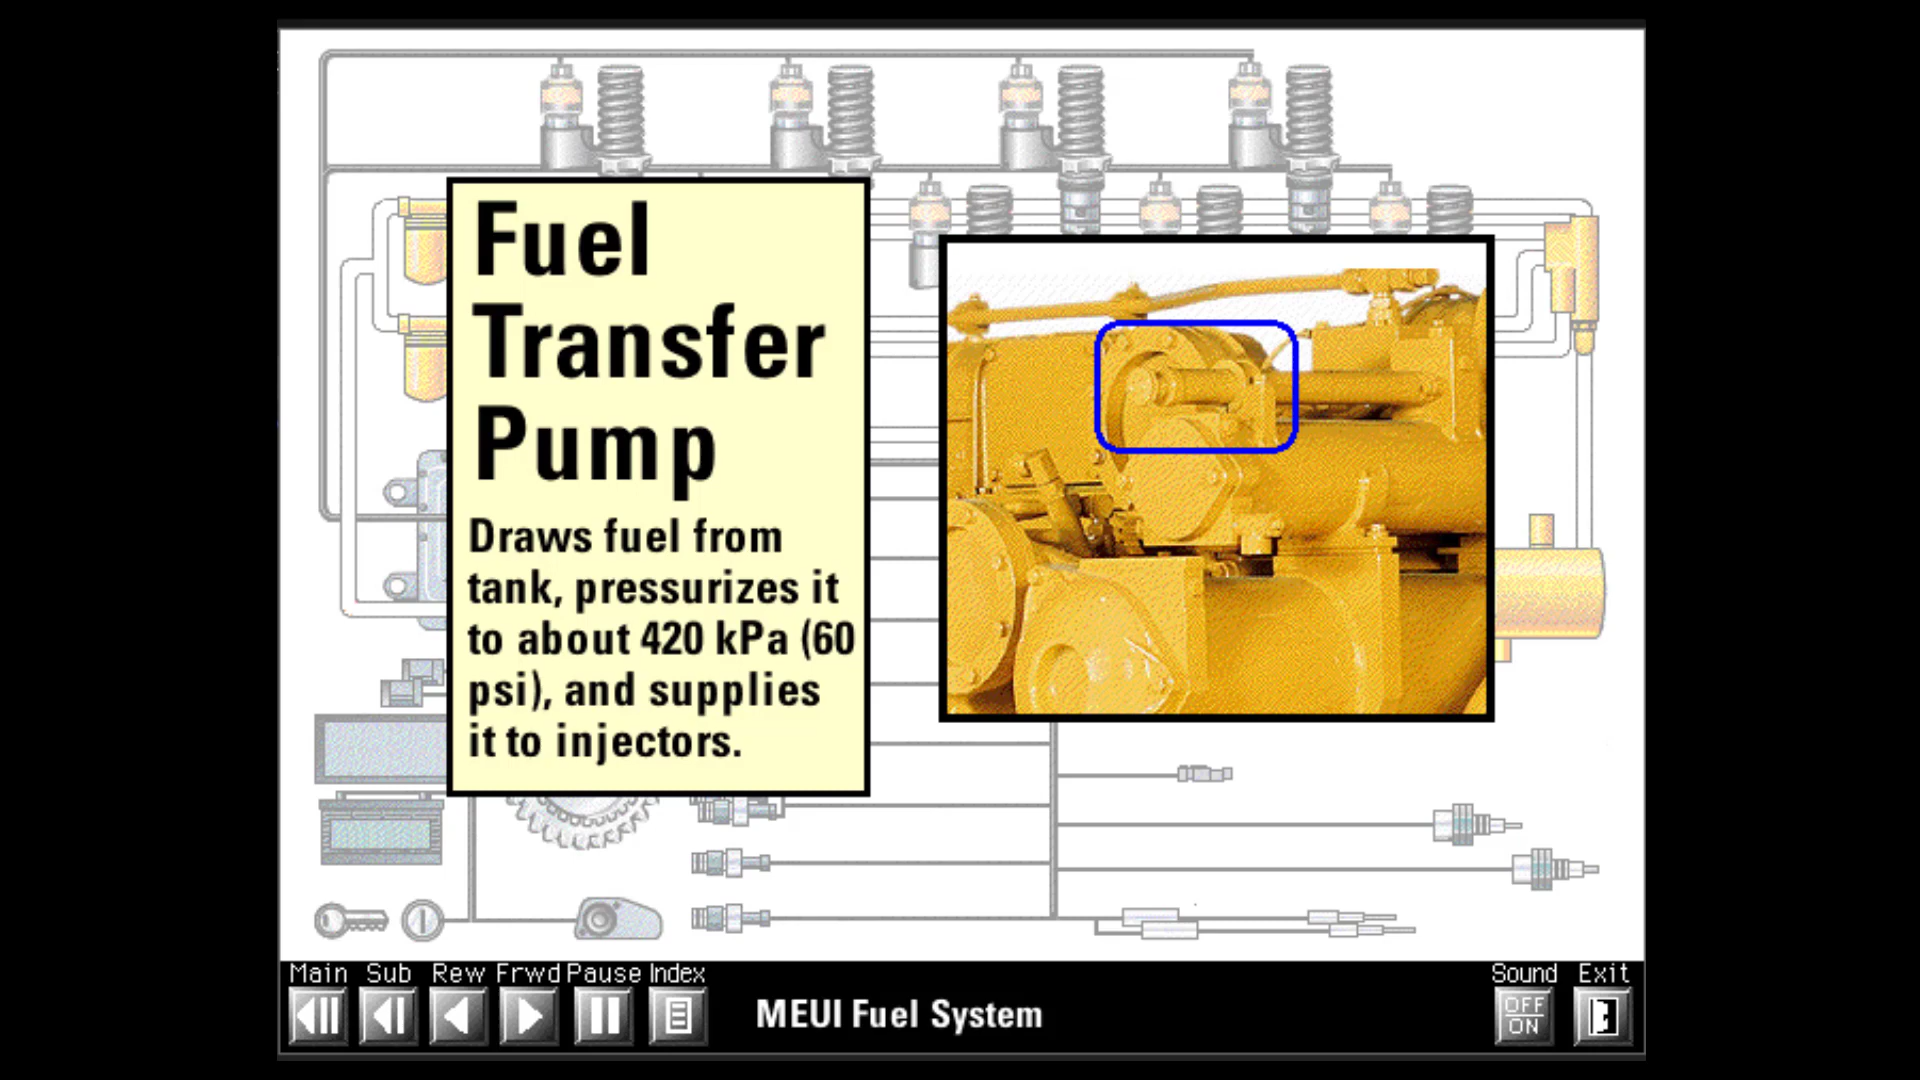 Fuel
Transfer
Pump
Draws fuel from
tank, pressurizes it
to about 420 kPa (60
psi), and supplies
it to injectors.
Main Sub Rew Frwd Pause Index
MEUI Fuel System
Sound Exit
OFF
ON